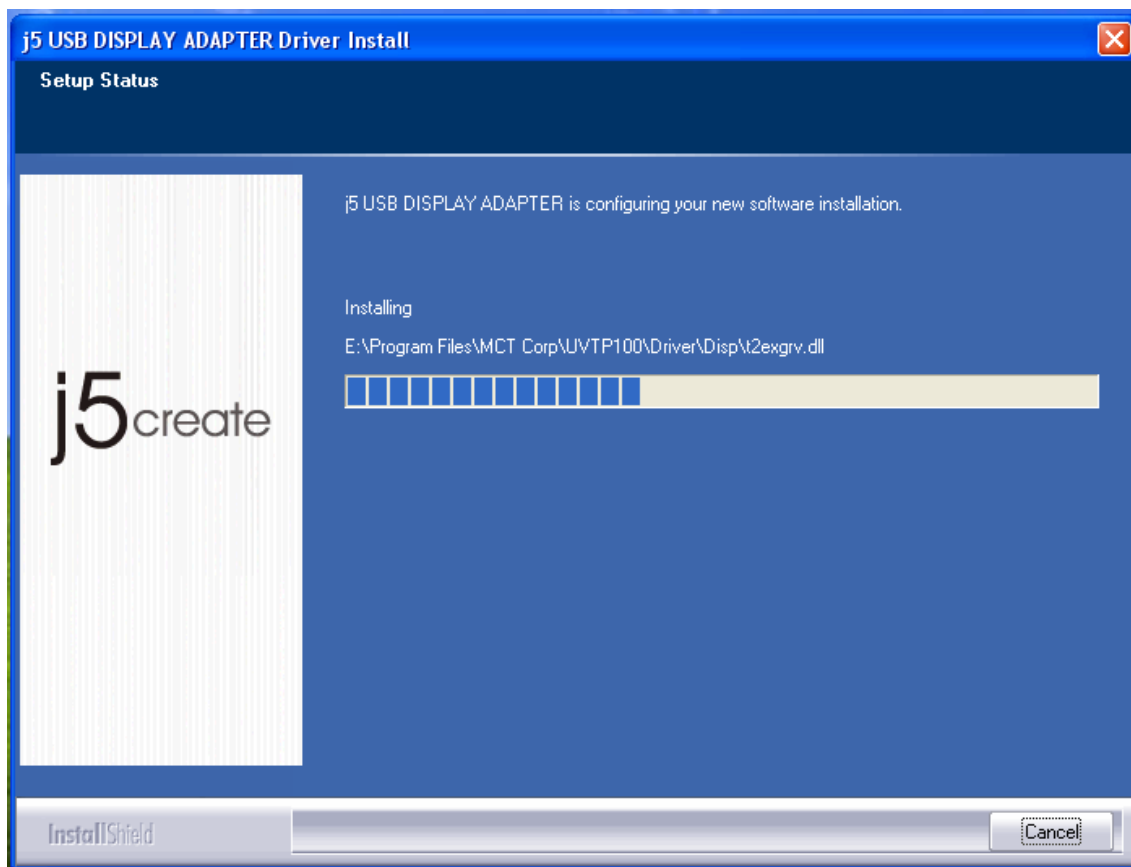 j5 USB DISPLAY ADAPTER Driver Install
Setup Status
j5 USB DISPLAY ADAPTER is configuring your new software installation.
Installing
E:\Program Files\MCT Corp\UVTP100\Driver\Disp\t2exgrv.dll
j5create
InstallShield
Cancel